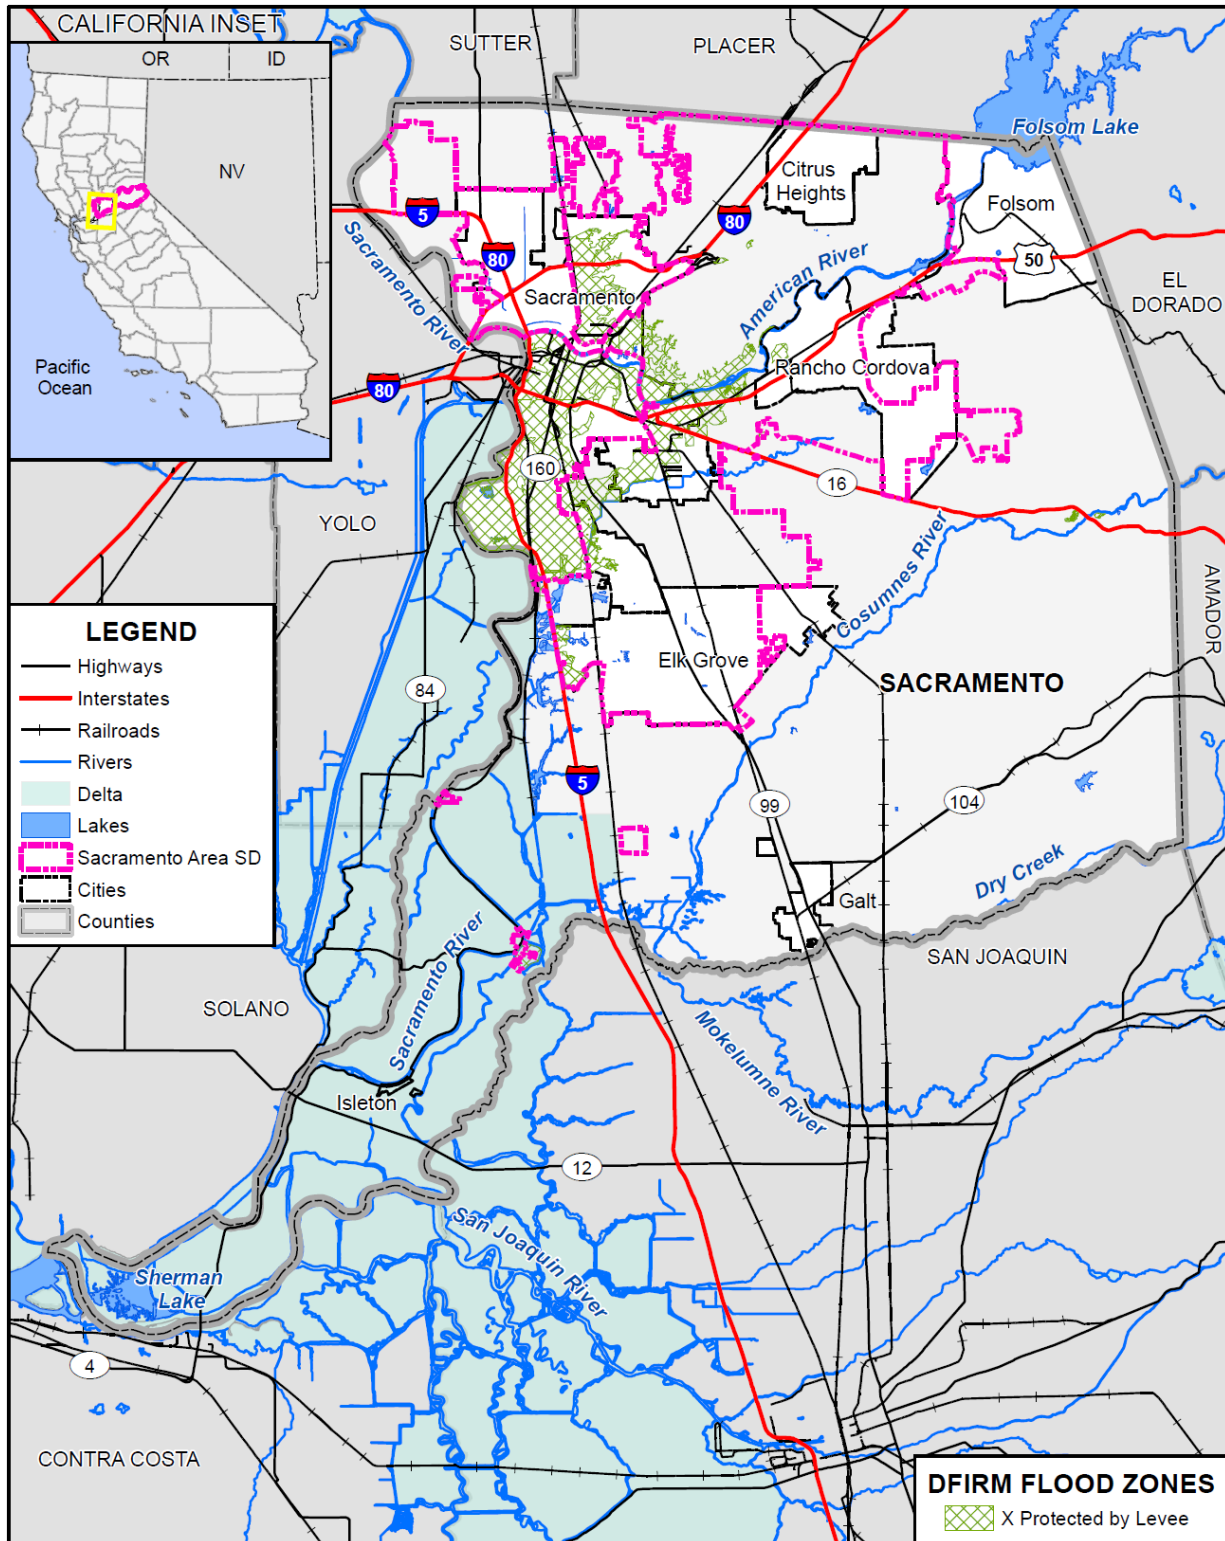 CALIFORNIA INSET
OR
ID
NV
Pacific
Ocean
SUTTER
PLACER
Folsom Lake
Citrus
Heights
Folsom
5
80
80
50
Sacramento River
Sacramento
American River
EL
DORADO
Rancho Cordova
80
160
16
YOLO
Cosumnes River
AMADOR
LEGEND
Highways
Interstates
Railroads
Rivers
Delta
Lakes
Sacramento Area SD
Cities
Counties
84
Elk Grove
SACRAMENTO
5
99
104
Dry Creek
Galt
SAN JOAQUIN
SOLANO
Sacramento River
Mokelumne River
Isleton
12
San Joaquin River
Sherman
Lake
4
CONTRA COSTA
DFIRM FLOOD ZONES
X Protected by Levee